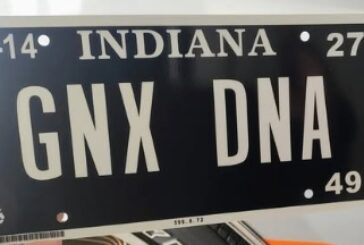 -14 INDIANA 27
GNX DNA
49